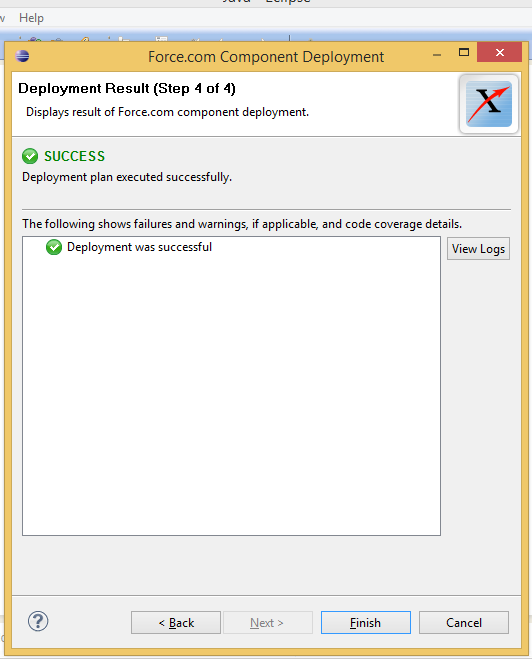 Java - Eclipse
Help
Force.com Component Deployment
Deployment Result (Step 4 of 4)
Displays result of Force.com component deployment.
SUCCESS
Deployment plan executed successfully.
The following shows failures and warnings, if applicable, and code coverage details.
Deployment was successful
View Logs
< Back
Next >
Finish
Cancel